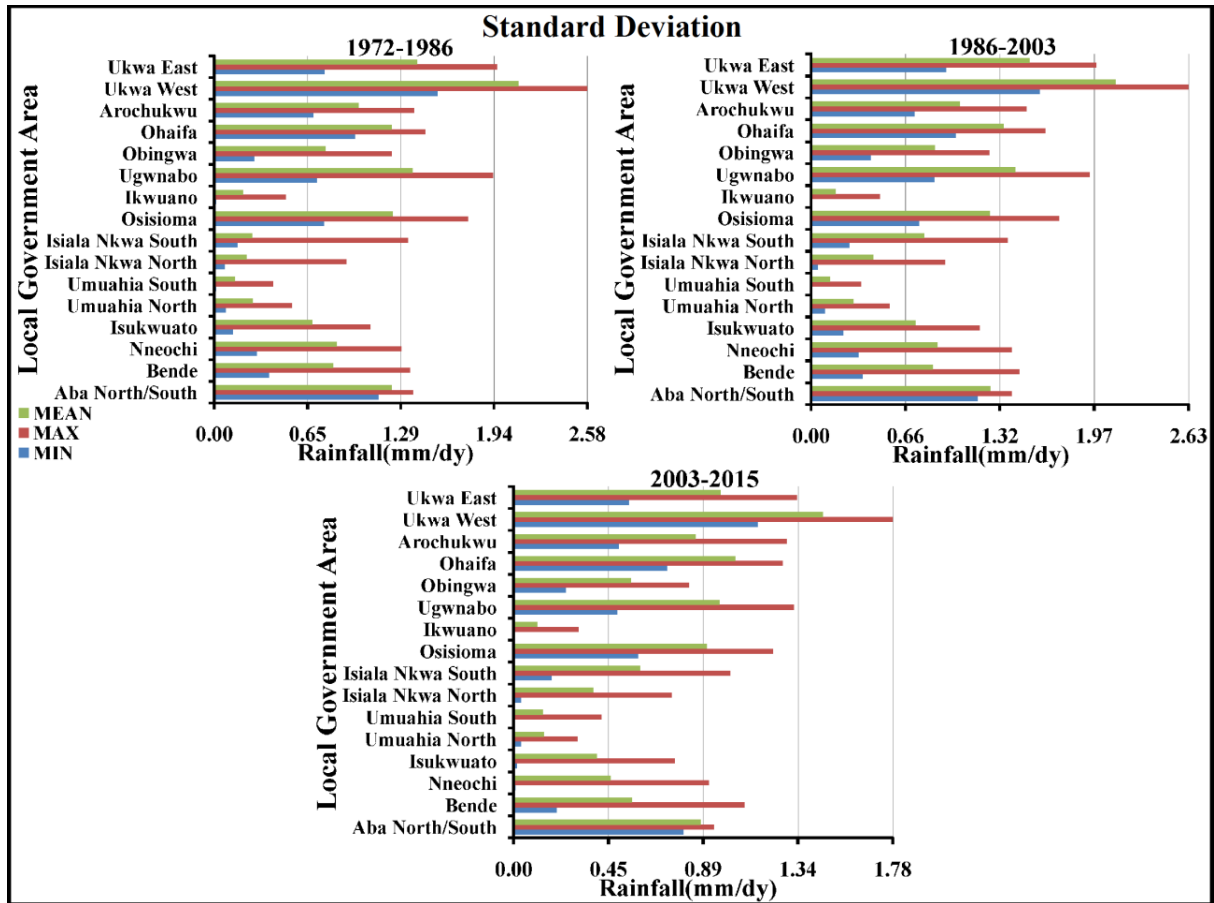 Standard Deviation
1972-1986
Local Government Area
Ukwa East
Ukwa West
Arochukwu
Ohaifa
Obingwa
Ugwnabo
Ikwuano
Osisioma
Isiala Nkwa South
Isiala Nkwa North
Umuahia South
Umuahia North
Isukwuato
Nneochi
Bende
Aba North/South
0.00 0.65 1.29 1.94 2.58
Rainfall(mm/dy)
MEAN
MAX
MIN
1986-2003
Local Government Area
Ukwa East
Ukwa West
Arochukwu
Ohaifa
Obingwa
Ugwnabo
Ikwuano
Osisioma
Isiala Nkwa South
Isiala Nkwa North
Umuahia South
Umuahia North
Isukwuato
Nneochi
Bende
Aba North/South
0.00 0.66 1.32 1.97 2.63
Rainfall(mm/dy)
2003-2015
Local Government Area
Ukwa East
Ukwa West
Arochukwu
Ohaifa
Obingwa
Ugwnabo
Ikwuano
Osisioma
Isiala Nkwa South
Isiala Nkwa North
Umuahia South
Umuahia North
Isukwuato
Nneochi
Bende
Aba North/South
0.00 0.45 0.89 1.34 1.78
Rainfall(mm/dy)